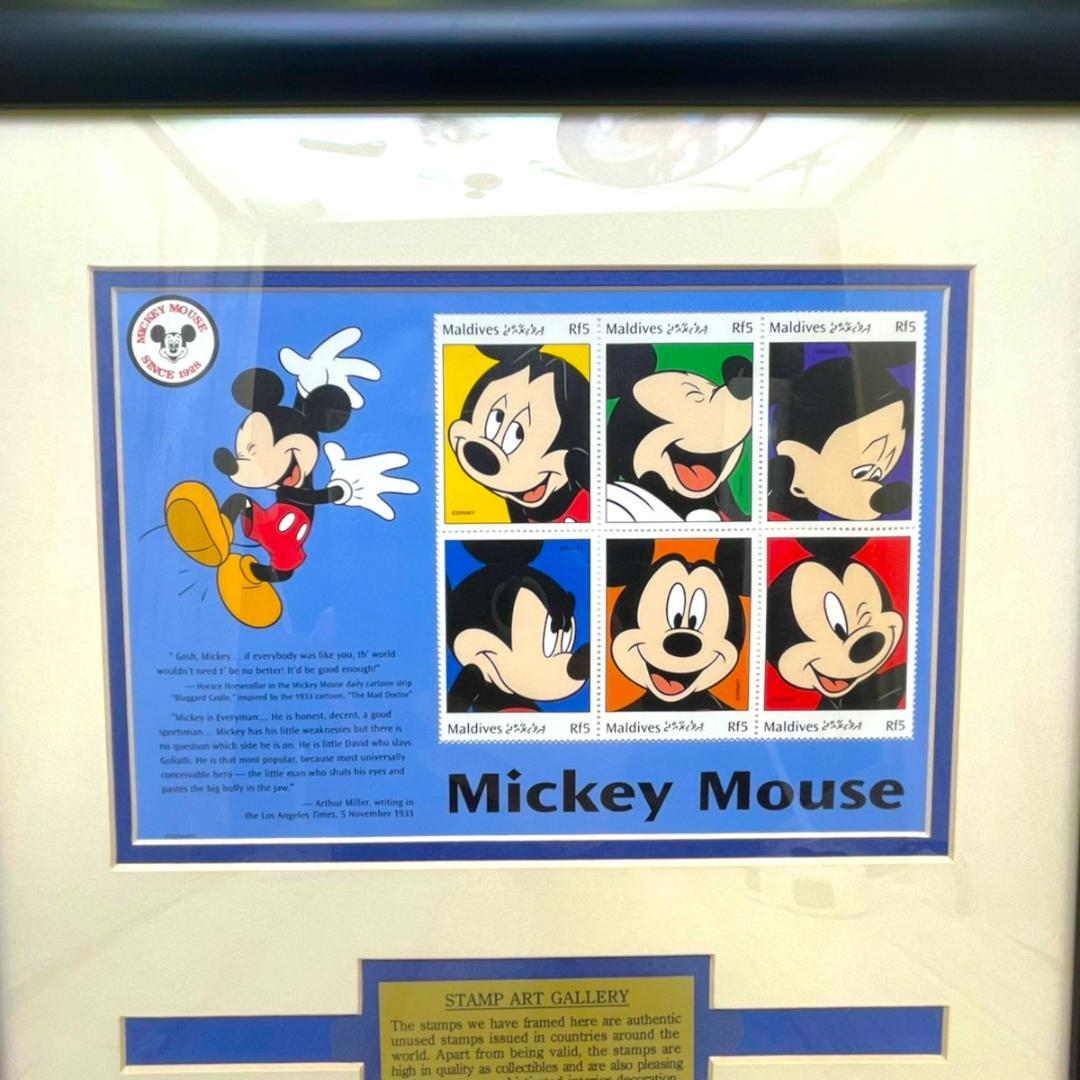 MICKEY MOUSE
SINCE 1928
Maldives ދިވެހިރާއްޖެ Rf5
Maldives ދިވެހިރާއްޖެ Rf5
Maldives ދިވެހިރާއްޖެ Rf5
©DISNEY
Maldives ދިވެހިރާއްޖެ Rf5
Maldives ދިވެހިރާއްޖެ Rf5
Maldives ދިވެހިރާއްޖެ Rf5
" Gosh, Mickey.... if everybody was like you, th' world
wouldn't need t' be no better! It'd be good enough!"
— Horace Horsecollar in the Mickey Mouse daily cartoon strip
"Blaggard Castle," inspired by the 1933 cartoon, "The Mad Doctor"
"Mickey is Everyman.... He is honest, decent, a good
sportsman.... Mickey has his little weaknesses but there is
no question which side he is on. He is little David who slays
Goliath. He is that most popular, because most universally
conceivable hero — the little man who shuts his eyes and
pastes the big bully in the jaw."
— Arthur Miller, writing in
the Los Angeles Times, 5 November 1933
Mickey Mouse
STAMP ART GALLERY
The stamps we have framed here are authentic
unused stamps issued in countries around the
world. Apart from being valid, the stamps are
high in quality as collectibles and are also pleasing